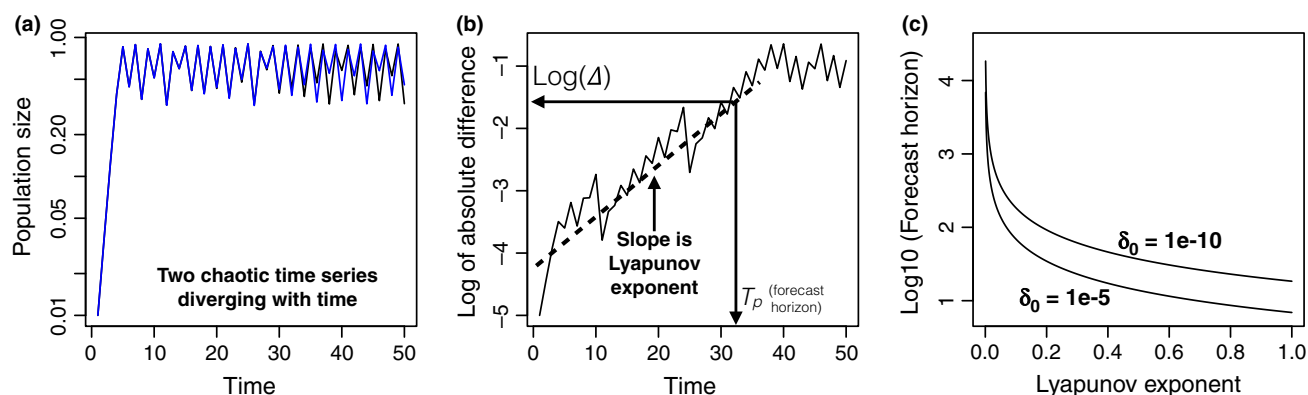 (a)
1.00
0.20
0.05
0.01
Population size
Two chaotic time series
diverging with time
0 10 20 30 40 50
Time
(b)
−1
−2
−3
−4
−5
Log of absolute difference
Log(Δ)
Slope is
Lyapunov
exponent
Tp (forecast
horizon)
0 10 20 30 40 50
Time
(c)
4
3
2
1
Log10 (Forecast horizon)
δ0 = 1e-10
δ0 = 1e-5
0.0 0.2 0.4 0.6 0.8 1.0
Lyapunov exponent